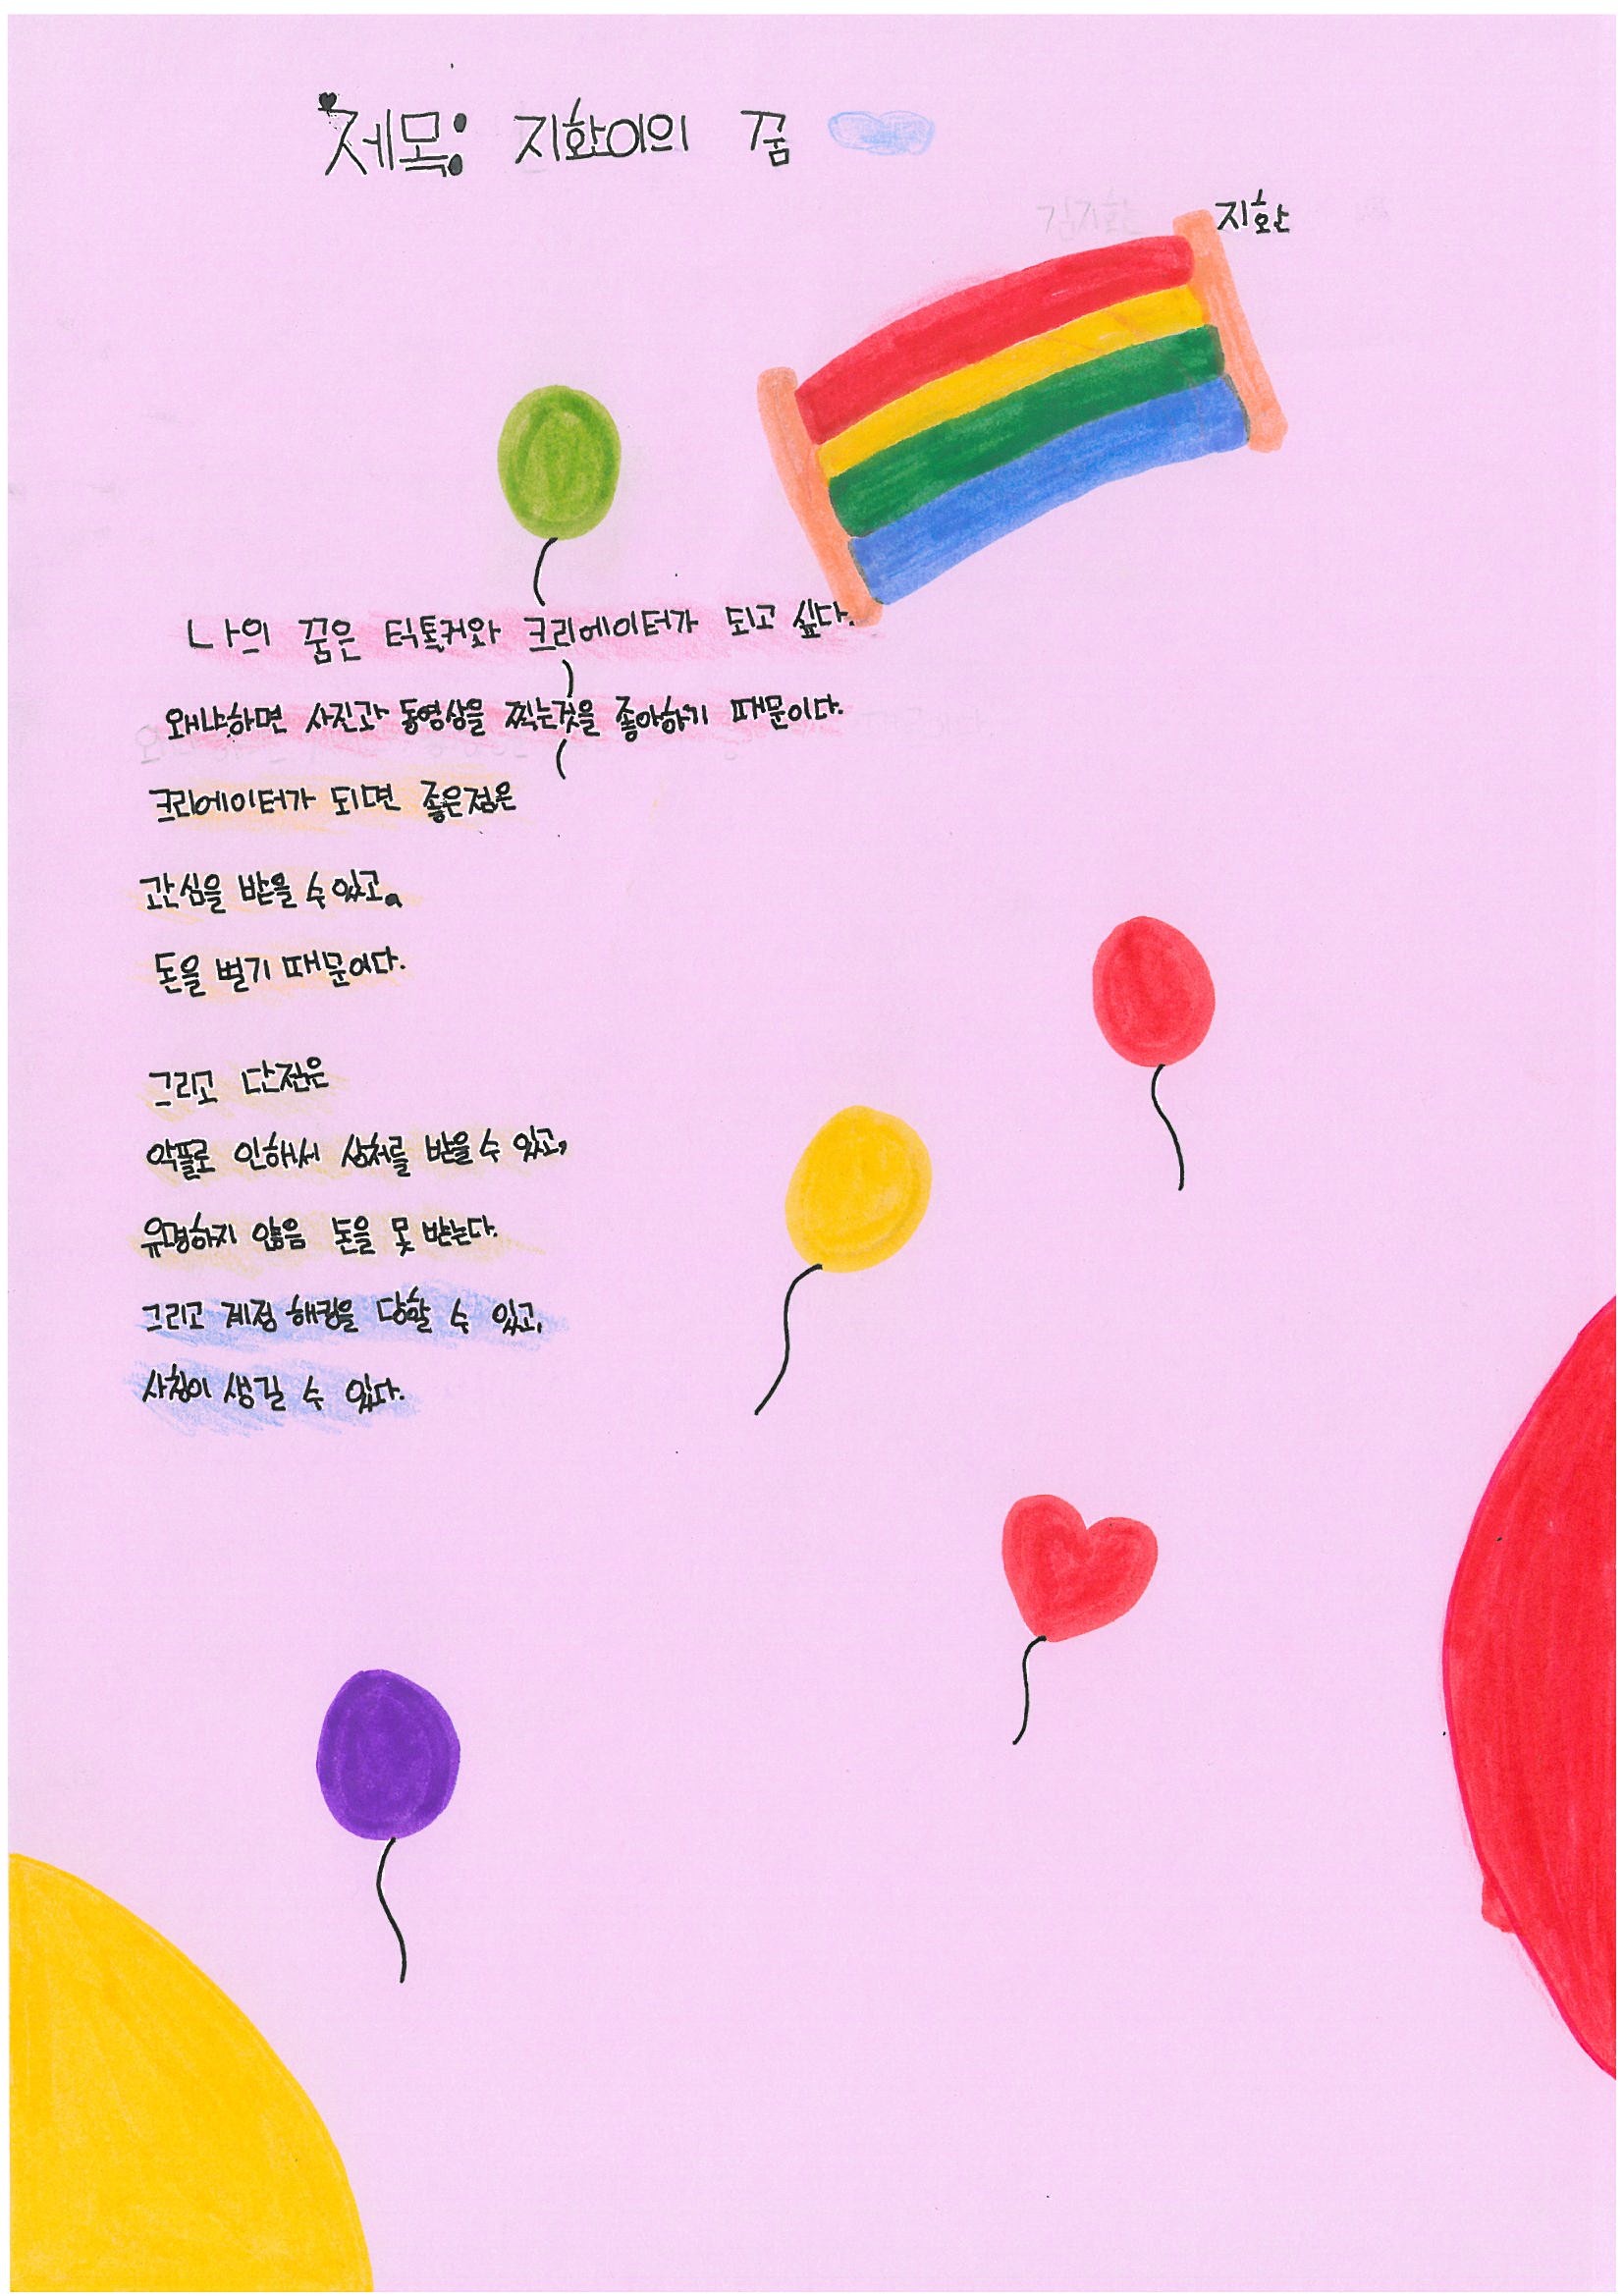 제목: 지환이의 꿈
지환
나의 꿈은 틱톡커와 크리에이터가 되고 싶다.
왜냐하면 사진과 동영상을 찍는것을 좋아하기 때문이다.
크리에이터가 되면 좋은점은
관심을 받을 수 있고
돈을 벌기 때문이다.
그리고 단점은
악플로 인해서 상처를 받을 수 있고,
유명하지 않음 돈을 못 받는다.
그리고 계정 해킹을 당할 수 있고,
사칭이 생길 수 있다.